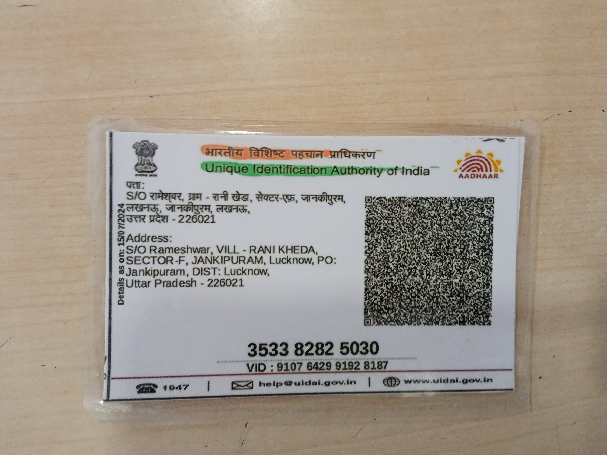 भारतीय विशिष्ट पहचान प्राधिकरण
Unique Identification Authority of India
AADHAAR
पता:
S/O रामेश्वर, ग्राम - रानी खेडा, सेक्टर-एफ़, जानकीपुरम,
लखनऊ, जानकीपुरम, लखनऊ,
उत्तर प्रदेश - 226021
Details as on: 15/07/2024
Address:
S/O Rameshwar, VILL - RANI KHEDA,
SECTOR-F, JANKIPURAM, Lucknow, PO:
Jankipuram, DIST: Lucknow,
Uttar Pradesh - 226021
3533 8282 5030
VID : 9107 6429 9192 8187
1947 | help@uidai.gov.in | www.uidai.gov.in